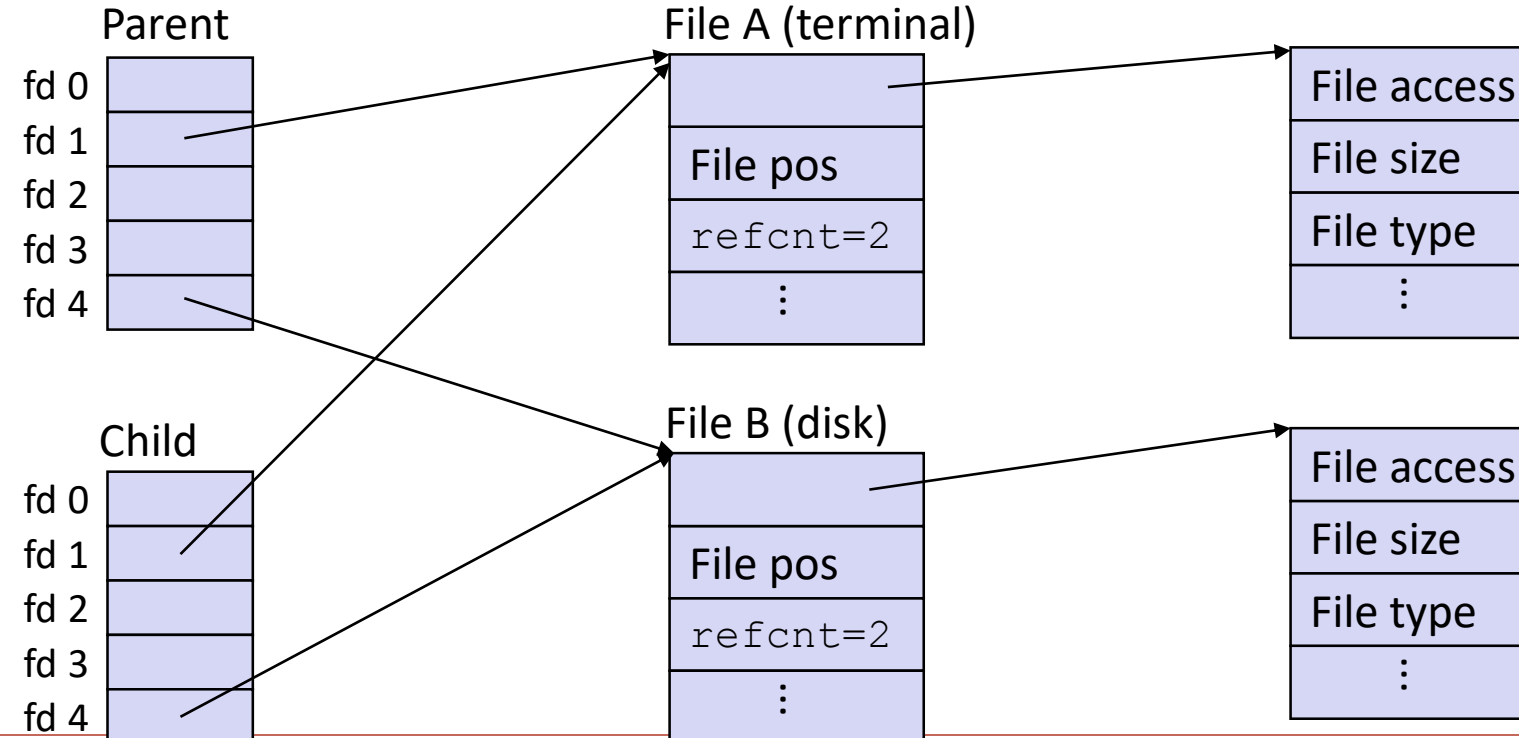 Parent
fd 0
fd 1
fd 2
fd 3
fd 4
File A (terminal)
File pos
refcnt=2
⋮
File access
File size
File type
⋮
Child
fd 0
fd 1
fd 2
fd 3
fd 4
File B (disk)
File pos
refcnt=2
⋮
File access
File size
File type
⋮